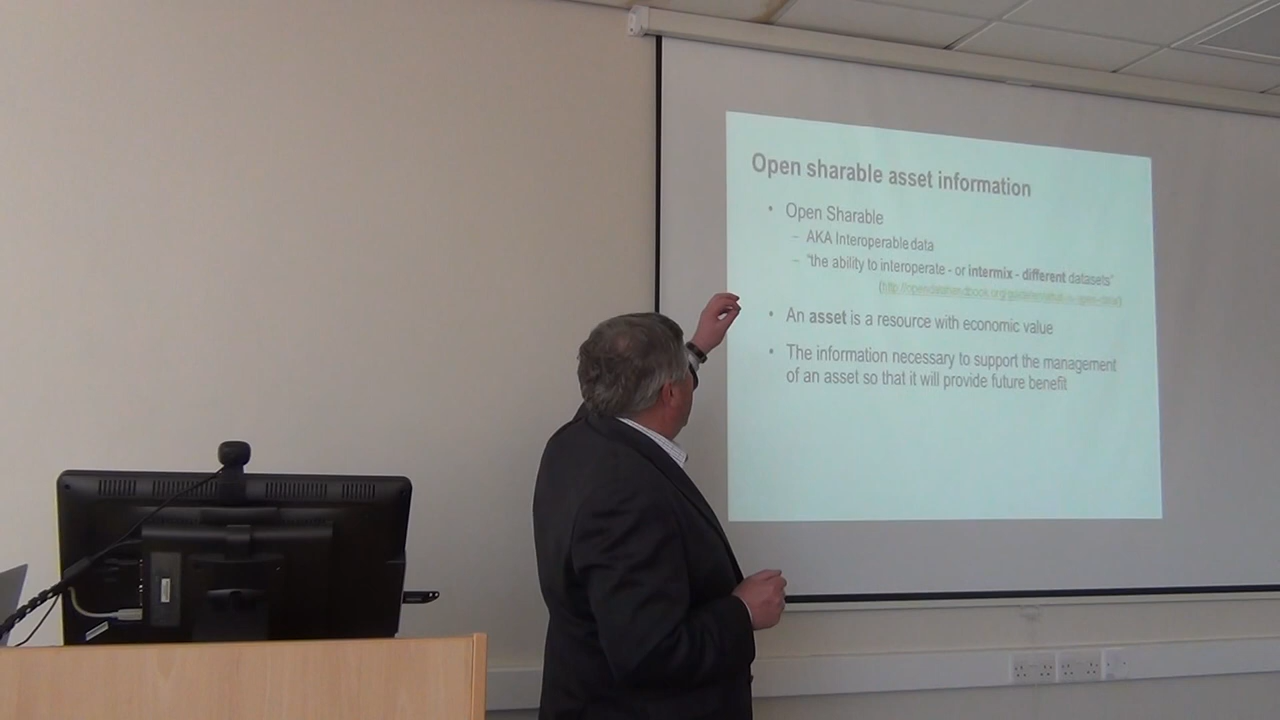 Open sharable asset information
• Open Sharable
– AKA Interoperable data
– "the ability to interoperate - or intermix - different datasets"
• An asset is a resource with economic value
• The information necessary to support the management
of an asset so that it will provide future benefit